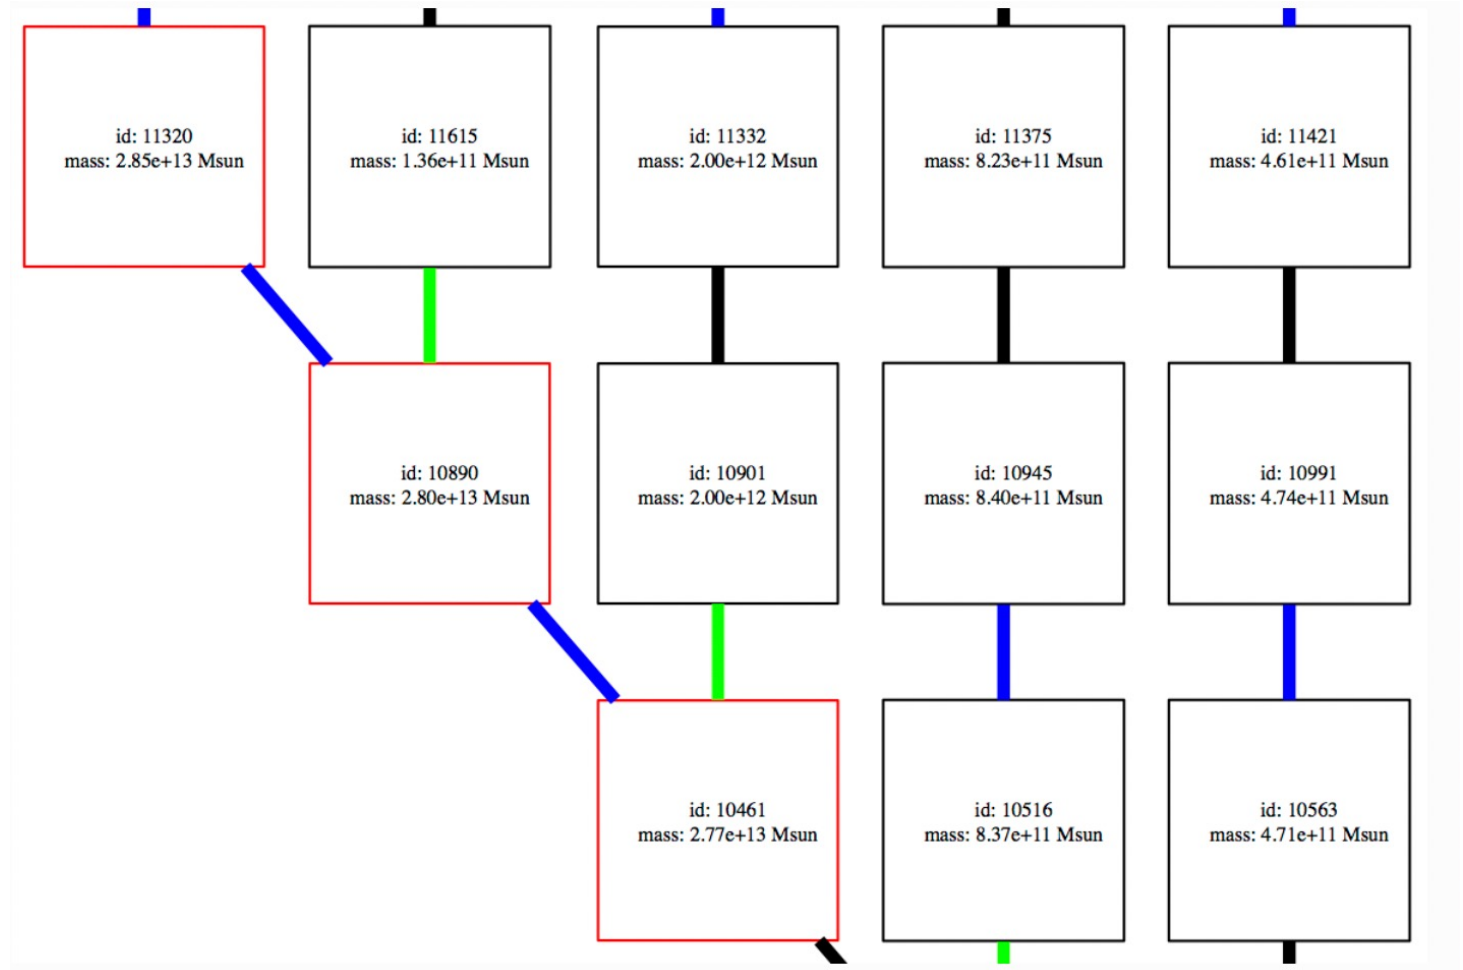 id: 11320
mass: 2.85e+13 Msun
id: 11615
mass: 1.36e+11 Msun
id: 11332
mass: 2.00e+12 Msun
id: 11375
mass: 8.23e+11 Msun
id: 11421
mass: 4.61e+11 Msun
id: 10890
mass: 2.80e+13 Msun
id: 10901
mass: 2.00e+12 Msun
id: 10945
mass: 8.40e+11 Msun
id: 10991
mass: 4.74e+11 Msun
id: 10461
mass: 2.77e+13 Msun
id: 10516
mass: 8.37e+11 Msun
id: 10563
mass: 4.71e+11 Msun